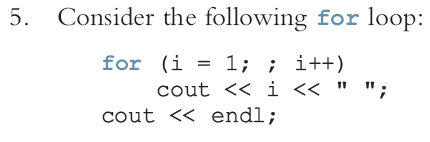 5. Consider the following for loop:
for (i = 1; ; i++)
cout << i << " ";
cout << endl;